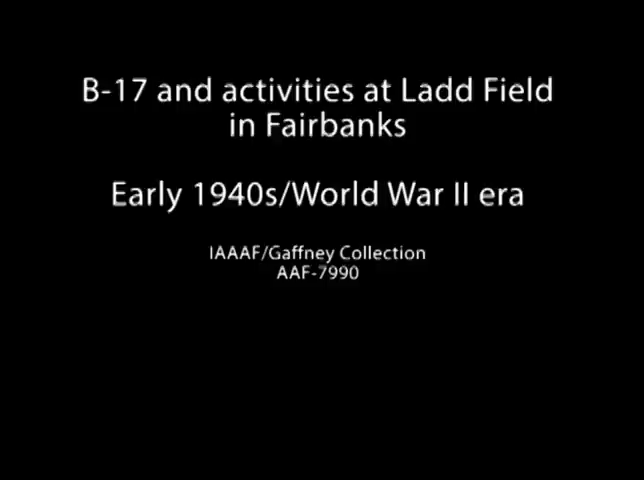 B-17 and activities at Ladd Field
in Fairbanks
Early 1940s/World War II era
IAAAF/Gaffney Collection
AAF-7990